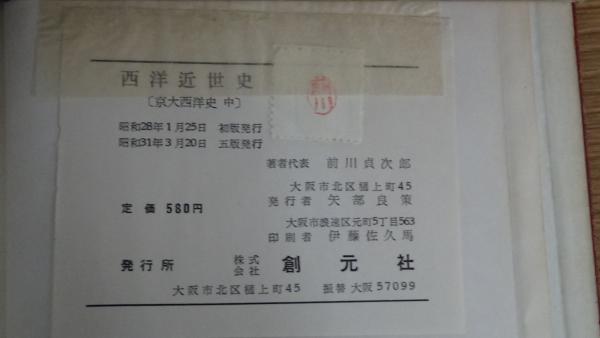 西洋近世史
〔京大西洋史 中〕
昭和28年1月25日 初版発行
昭和31年3月20日 五版発行
著者代表 前川貞次郎
大阪市北区樋上町45
発行者 矢部良策
定価 580円
大阪市浪速区元町5丁目563
印刷者 伊藤佐久馬
発行所 株式会社 創元社
大阪市北区樋上町45 振替 大阪 57099